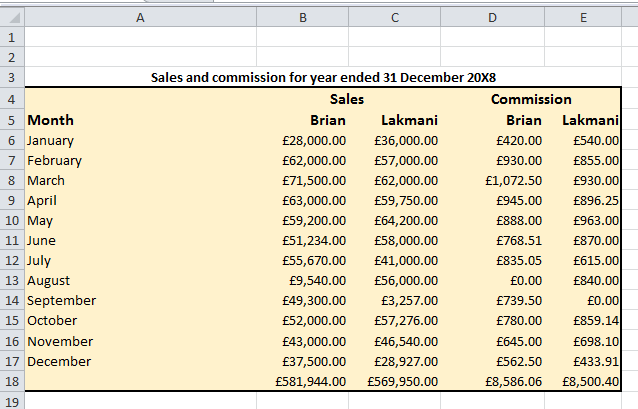 A B C D E
1
2
3 Sales and commission for year ended 31 December 20X8
4 Sales Commission
5 Month Brian Lakmani Brian Lakmani
6 January £28,000.00 £36,000.00 £420.00 £540.00
7 February £62,000.00 £57,000.00 £930.00 £855.00
8 March £71,500.00 £62,000.00 £1,072.50 £930.00
9 April £63,000.00 £59,750.00 £945.00 £896.25
10 May £59,200.00 £64,200.00 £888.00 £963.00
11 June £51,234.00 £58,000.00 £768.51 £870.00
12 July £55,670.00 £41,000.00 £835.05 £615.00
13 August £9,540.00 £56,000.00 £0.00 £840.00
14 September £49,300.00 £3,257.00 £739.50 £0.00
15 October £52,000.00 £57,276.00 £780.00 £859.14
16 November £43,000.00 £46,540.00 £645.00 £698.10
17 December £37,500.00 £28,927.00 £562.50 £433.91
18 £581,944.00 £569,950.00 £8,586.06 £8,500.40
19